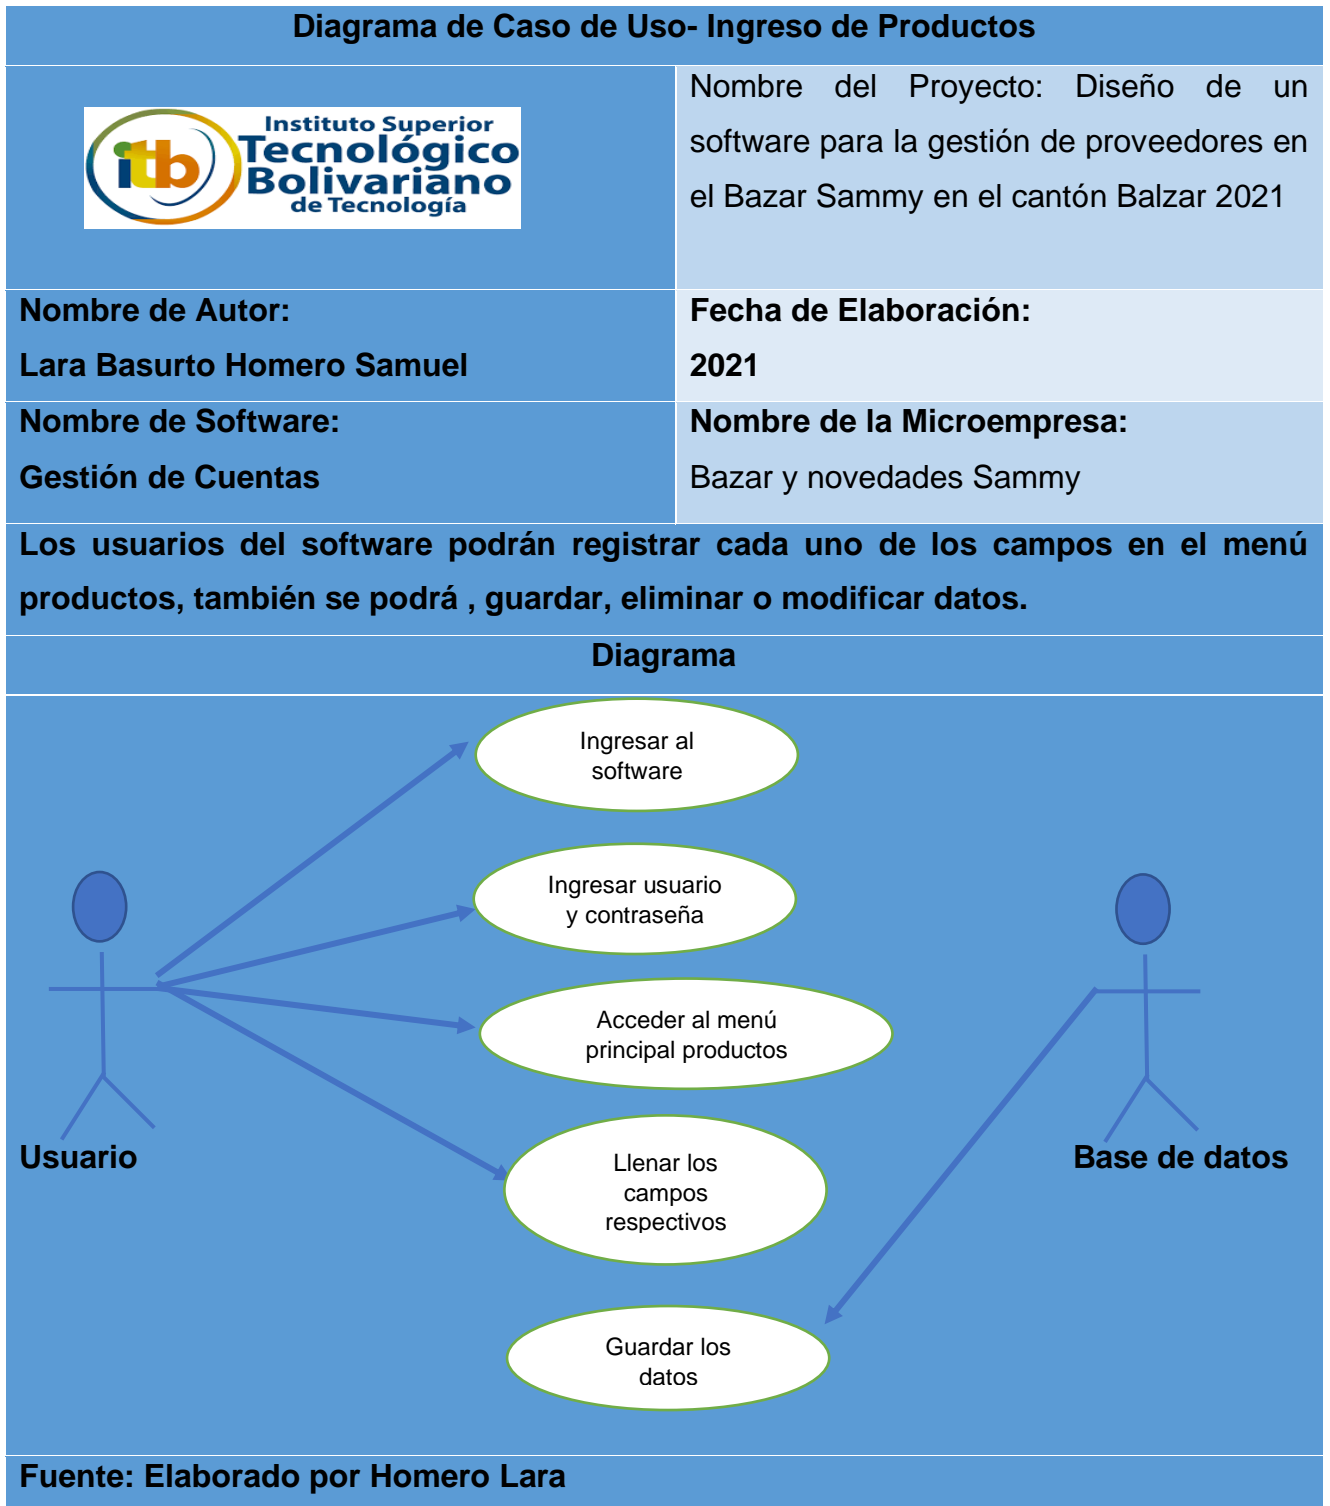 Diagrama de Caso de Uso- Ingreso de Productos
itb
Instituto Superior
Tecnológico
Bolivariano
de Tecnología
Nombre del Proyecto: Diseño de un
software para la gestión de proveedores en
el Bazar Sammy en el cantón Balzar 2021
Nombre de Autor:
Lara Basurto Homero Samuel
Fecha de Elaboración:
2021
Nombre de Software:
Gestión de Cuentas
Nombre de la Microempresa:
Bazar y novedades Sammy
Los usuarios del software podrán registrar cada uno de los campos en el menú
productos, también se podrá , guardar, eliminar o modificar datos.
Diagrama
Ingresar al
software
Ingresar usuario
y contraseña
Acceder al menú
principal productos
Usuario
Base de datos
Llenar los
campos
respectivos
Guardar los
datos
Fuente: Elaborado por Homero Lara